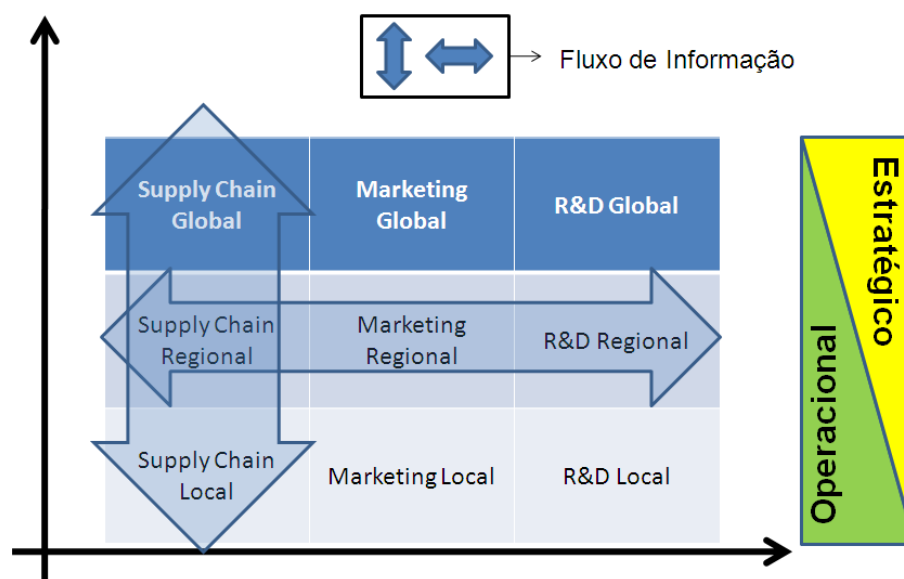 Fluxo de Informação
Supply Chain
Global
Marketing
Global
R&D Global
Supply Chain
Regional
Marketing
Regional
R&D Regional
Supply Chain
Local
Marketing Local
R&D Local
Operacional
Estratégico